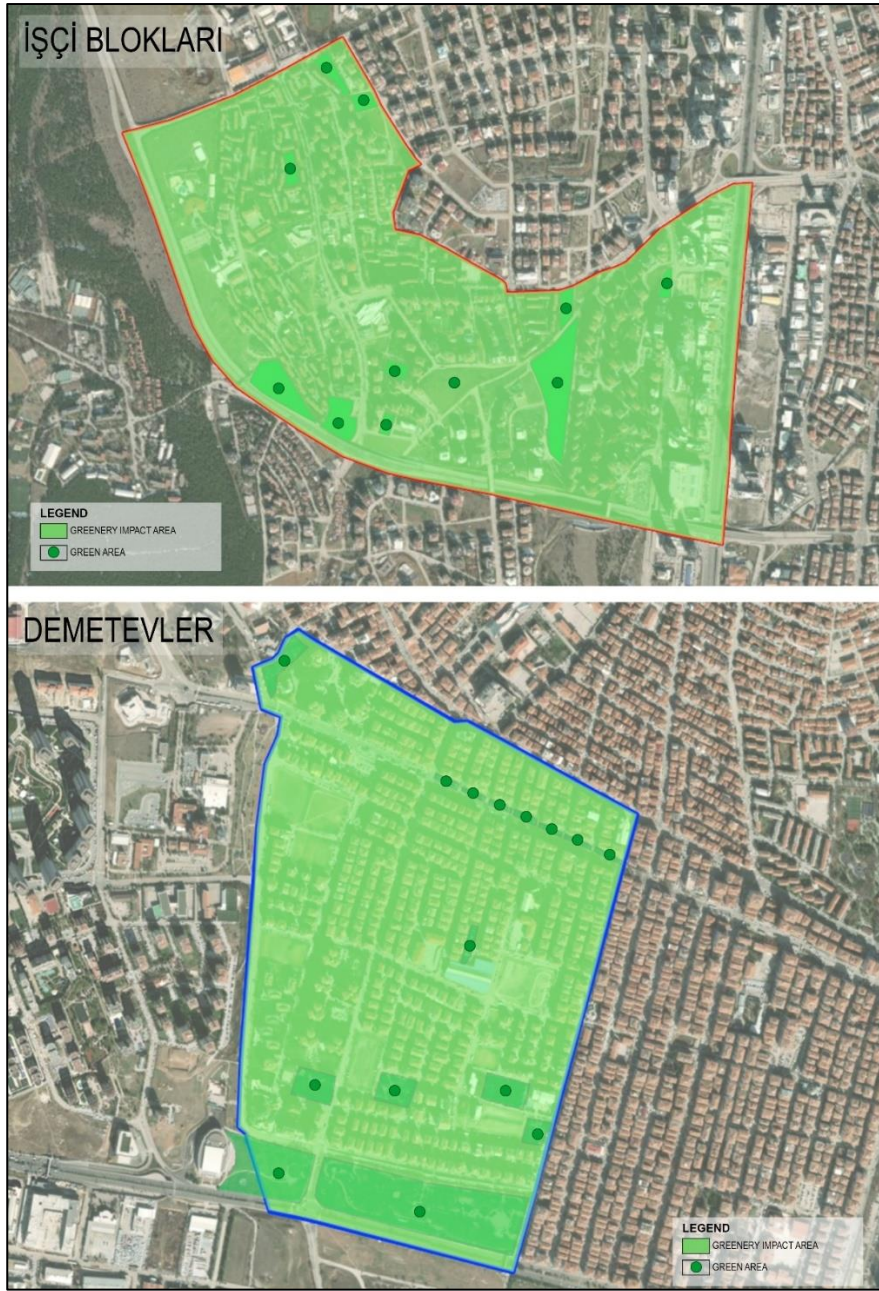 İŞÇİ BLOKLARI
LEGEND
GREENERY IMPACT AREA
GREEN AREA
DEMETEVLER
LEGEND
GREENERY IMPACT AREA
GREEN AREA